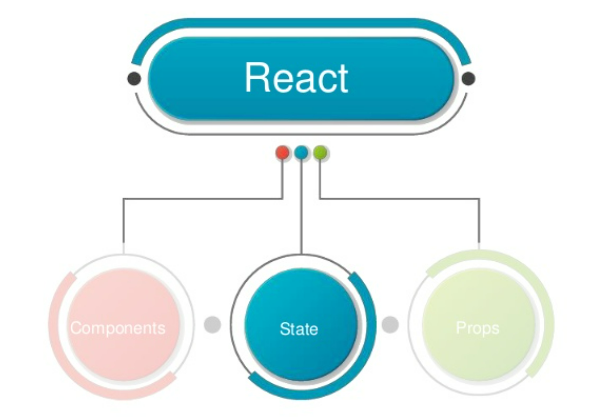 React
Components
State
Props